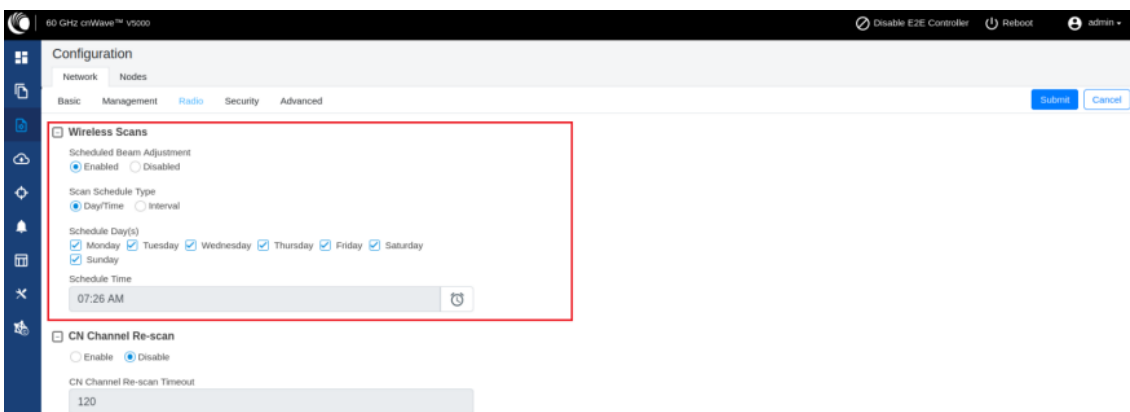 60 GHz cnWave™ V5000
Disable E2E Controller Reboot admin
Configuration
Network Nodes
Basic Management Radio Security Advanced Submit Cancel
Wireless Scans
Scheduled Beam Adjustment
Enabled Disabled
Scan Schedule Type
Day/Time Interval
Schedule Day(s)
Monday Tuesday Wednesday Thursday Friday Saturday
Sunday
Schedule Time
07:26 AM
CN Channel Re-scan
Enable Disable
CN Channel Re-scan Timeout
120